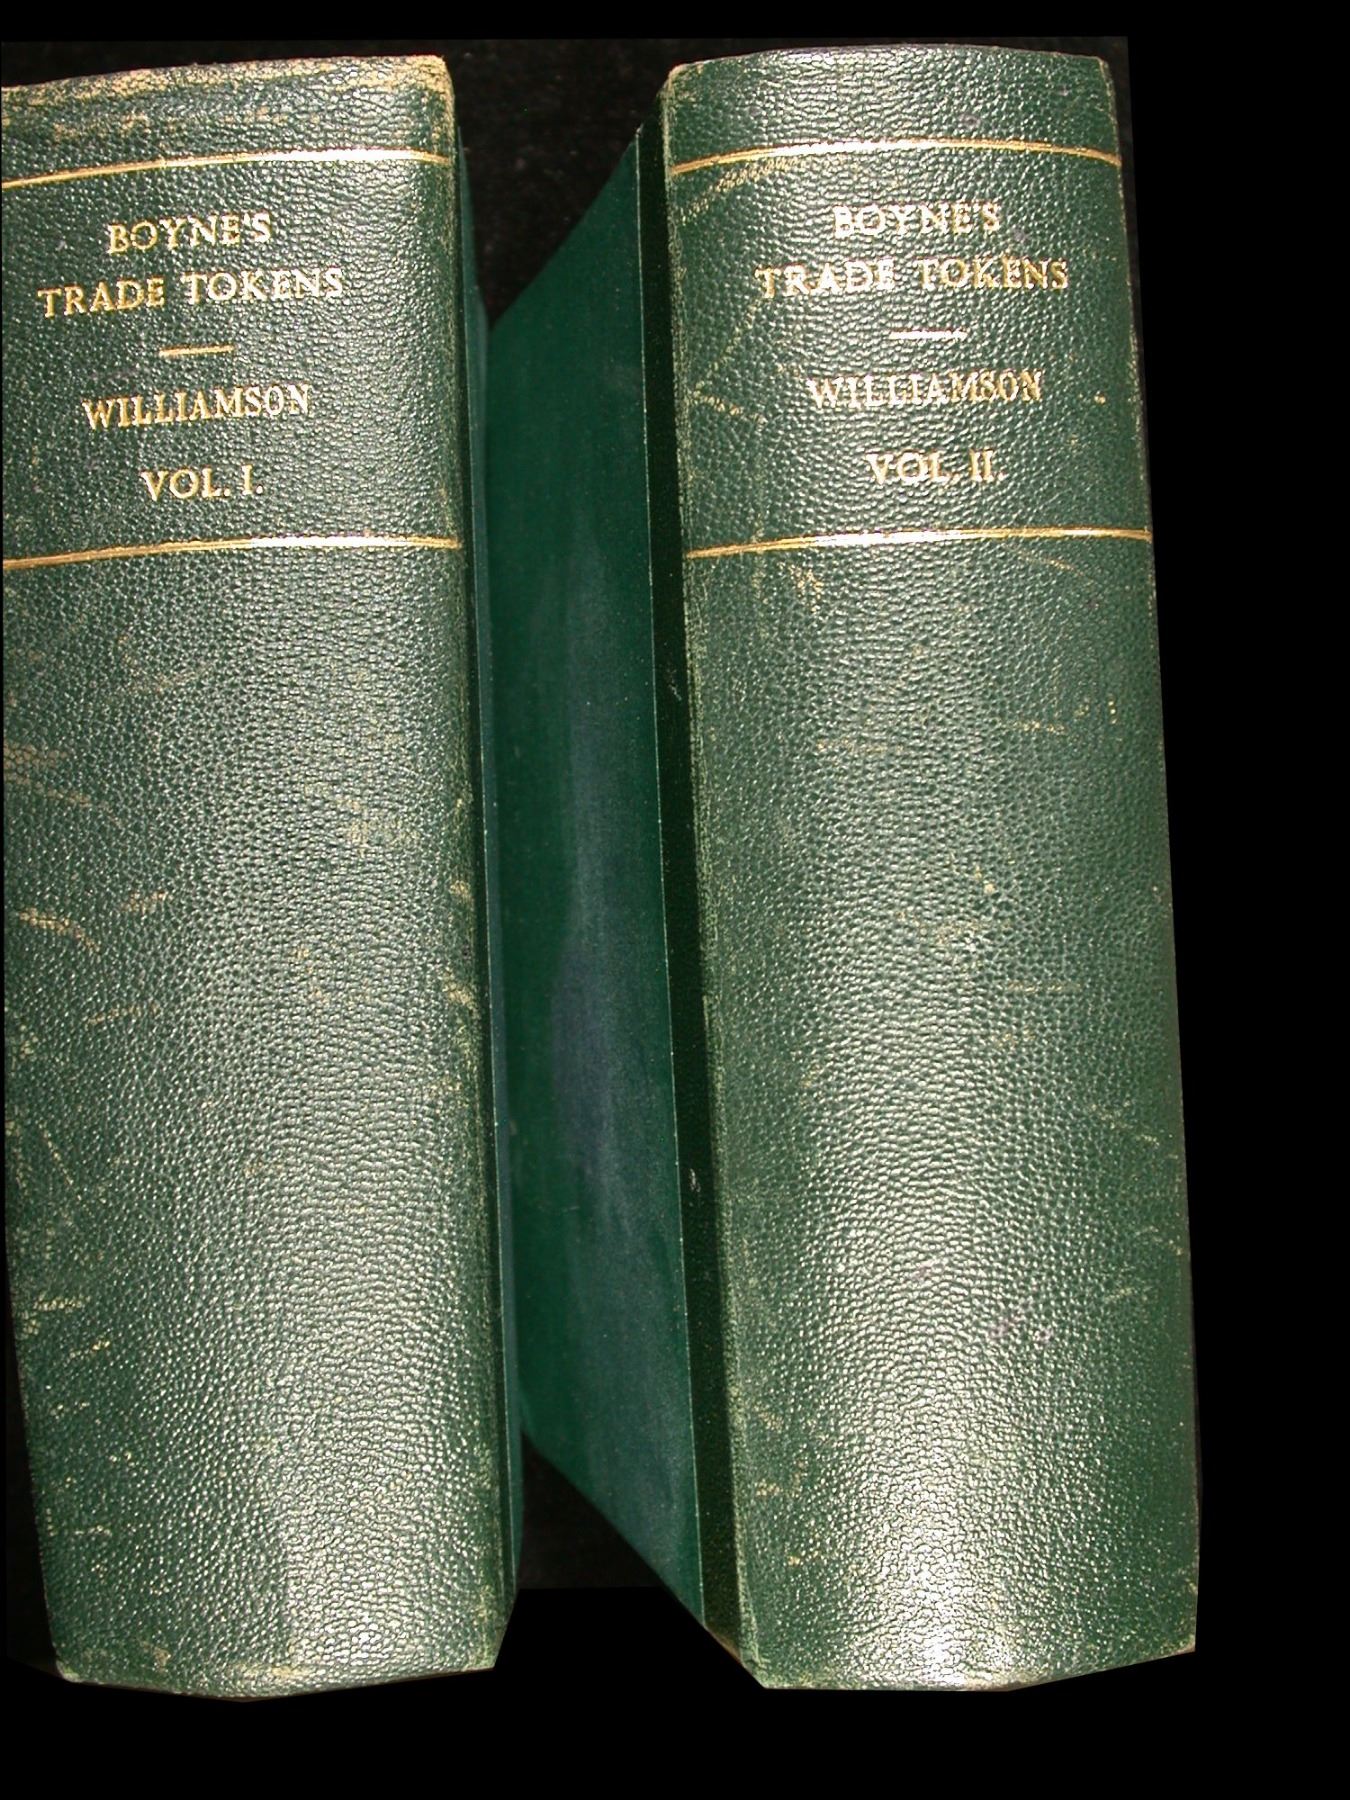 BOYNE'S
TRADE TOKENS
WILLIAMSON
VOL. I.
BOYNE'S
TRADE TOKENS
WILLIAMSON
VOL. II.